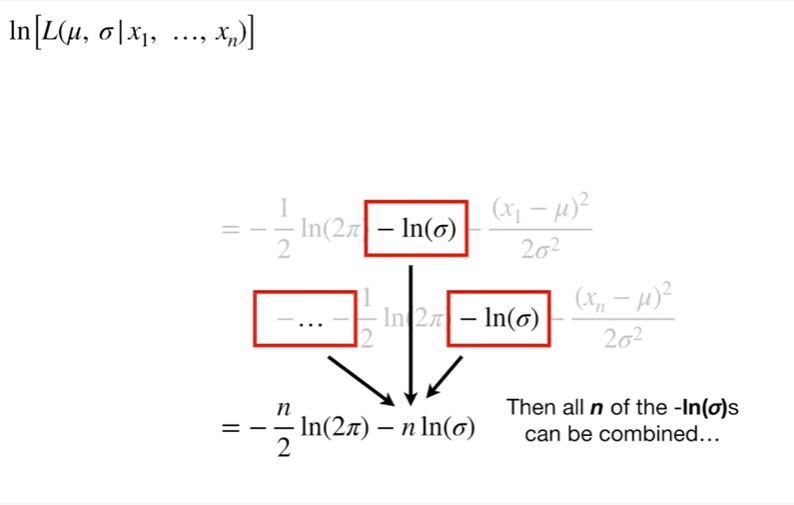 ln[L(μ, σ|x₁, …, xₙ)]
= − 1/2 ln(2π) − ln(σ) − (x₁ − μ)²/2σ²
− … − 1/2 ln(2π) − ln(σ) − (xₙ − μ)²/2σ²
= − n/2 ln(2π) − n ln(σ)
Then all n of the -ln(σ)s
can be combined…